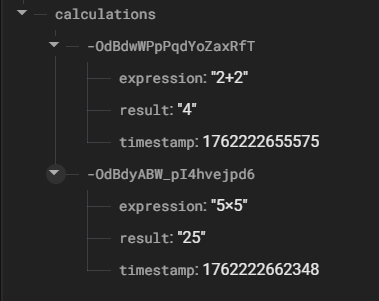 calculations
-OdBdwWPpPqdYoZaxRfT
expression: "2+2"
result: "4"
timestamp: 1762222655575
-OdBdyABW_pI4hvejpd6
expression: "5×5"
result: "25"
timestamp: 1762222662348